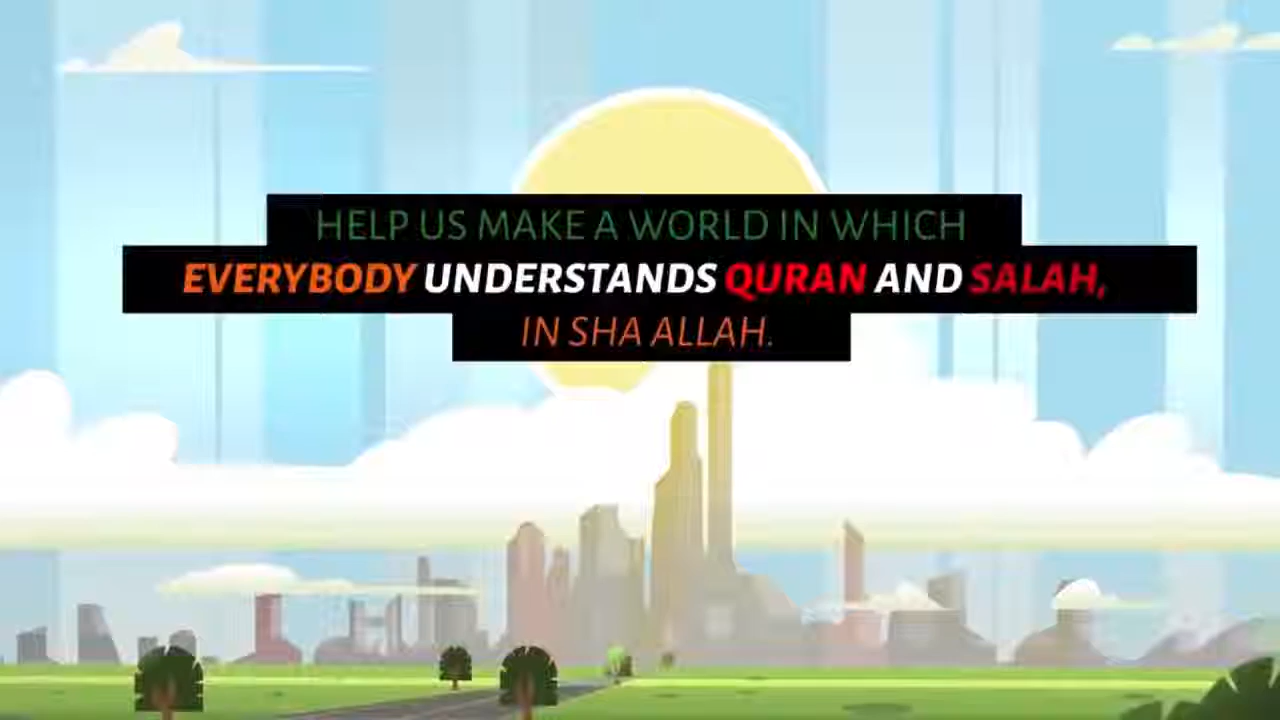 HELP US MAKE A WORLD IN WHICH
EVERYBODY UNDERSTANDS QURAN AND SALAH,
IN SHA ALLAH.